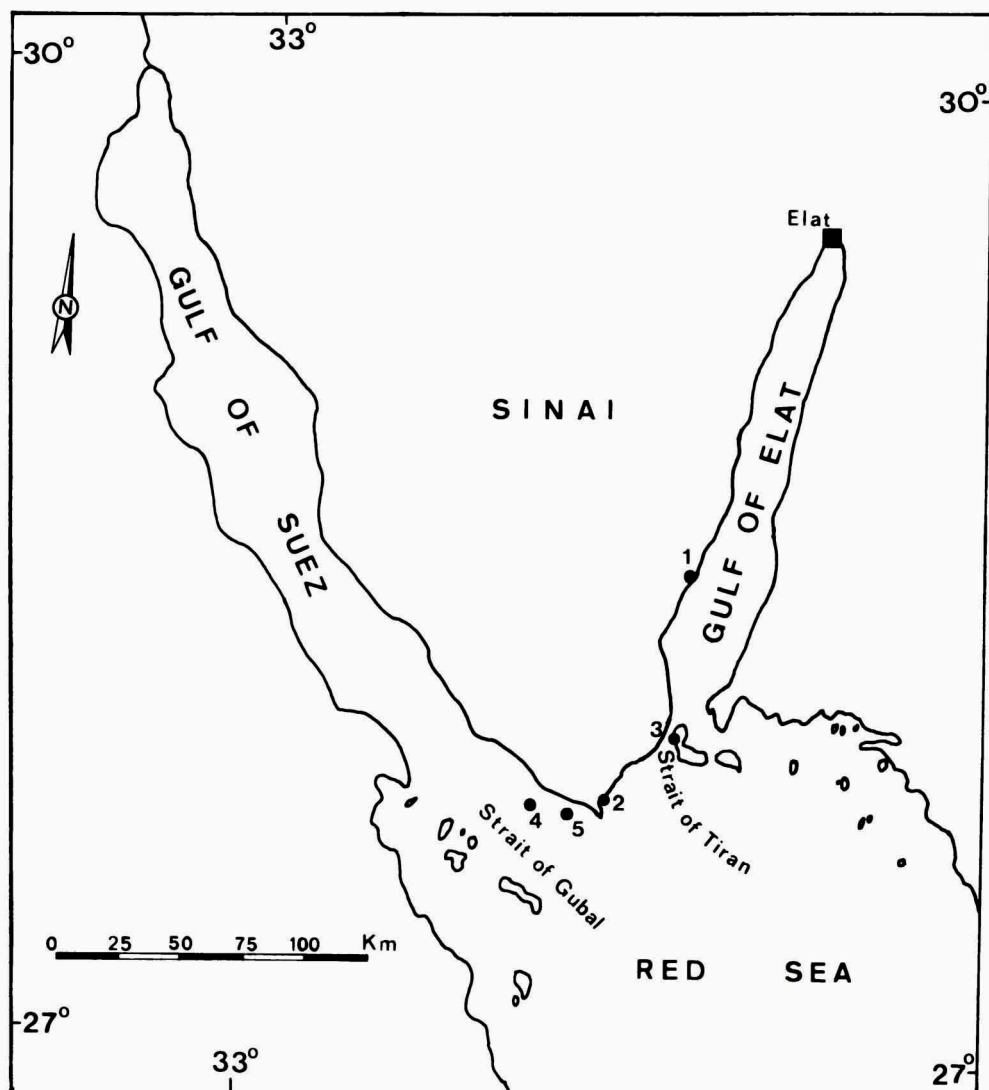 33°
30°
30°
Elat
N
GULF OF SUEZ
SINAI
GULF OF ELAT
1
3
Strait of Tiran
2
4
5
Strait of Gubal
0 25 50 75 100 Km
RED SEA
27°
33°
27°